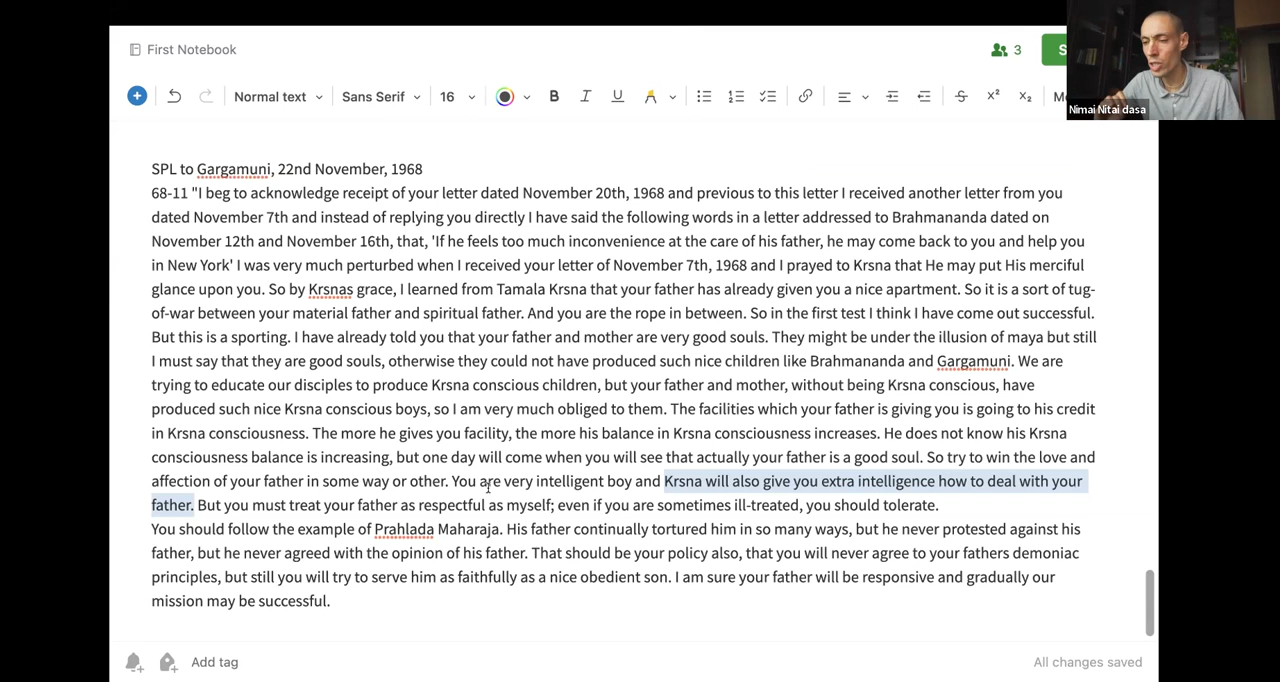 First Notebook
3
S
Normal text
Sans Serif
16
B
I
U
A
S
x²
x₂
Mo
Nimai Nitai dasa
SPL to Gargamuni, 22nd November, 1968
68-11 "I beg to acknowledge receipt of your letter dated November 20th, 1968 and previous to this letter I received another letter from you
dated November 7th and instead of replying you directly I have said the following words in a letter addressed to Brahmananda dated on
November 12th and November 16th, that, 'If he feels too much inconvenience at the care of his father, he may come back to you and help you
in New York' I was very much perturbed when I received your letter of November 7th, 1968 and I prayed to Krsna that He may put His merciful
glance upon you. So by Krsnas grace, I learned from Tamala Krsna that your father has already given you a nice apartment. So it is a sort of tug-
of-war between your material father and spiritual father. And you are the rope in between. So in the first test I think I have come out successful.
But this is a sporting. I have already told you that your father and mother are very good souls. They might be under the illusion of maya but still
I must say that they are good souls, otherwise they could not have produced such nice children like Brahmananda and Gargamuni. We are
trying to educate our disciples to produce Krsna conscious children, but your father and mother, without being Krsna conscious, have
produced such nice Krsna conscious boys, so I am very much obliged to them. The facilities which your father is giving you is going to his credit
in Krsna consciousness. The more he gives you facility, the more his balance in Krsna consciousness increases. He does not know his Krsna
consciousness balance is increasing, but one day will come when you will see that actually your father is a good soul. So try to win the love and
affection of your father in some way or other. You are very intelligent boy and Krsna will also give you extra intelligence how to deal with your
father. But you must treat your father as respectful as myself; even if you are sometimes ill-treated, you should tolerate.
You should follow the example of Prahlada Maharaja. His father continually tortured him in so many ways, but he never protested against his
father, but he never agreed with the opinion of his father. That should be your policy also, that you will never agree to your fathers demoniac
principles, but still you will try to serve him as faithfully as a nice obedient son. I am sure your father will be responsive and gradually our
mission may be successful.
Add tag
All changes saved